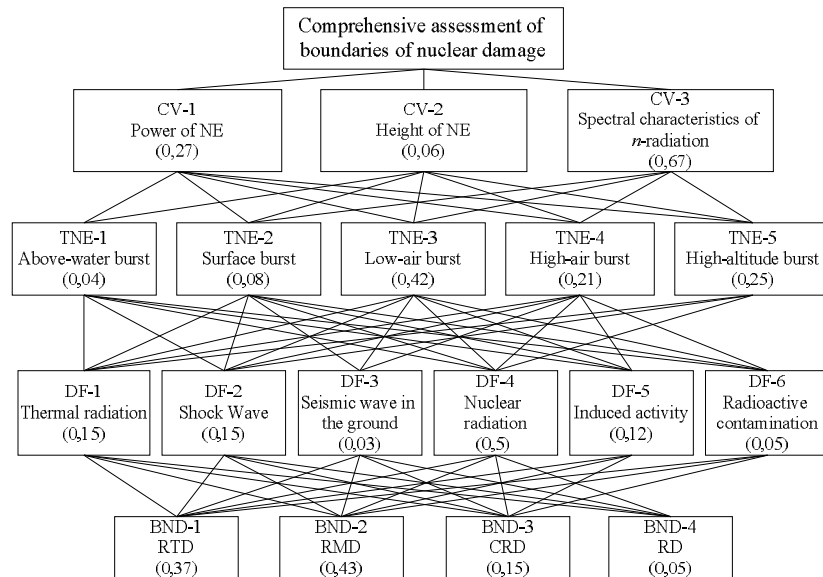 Comprehensive assessment of
boundaries of nuclear damage
CV-1
Power of NE
(0,27)
CV-2
Height of NE
(0,06)
CV-3
Spectral characteristics of
n-radiation
(0,67)
TNE-1
Above-water burst
(0,04)
TNE-2
Surface burst
(0,08)
TNE-3
Low-air burst
(0,42)
TNE-4
High-air burst
(0,21)
TNE-5
High-altitude burst
(0,25)
DF-1
Thermal radiation
(0,15)
DF-2
Shock Wave
(0,15)
DF-3
Seismic wave in
the ground
(0,03)
DF-4
Nuclear
radiation
(0,5)
DF-5
Induced activity
(0,12)
DF-6
Radioactive
contamination
(0,05)
BND-1
RTD
(0,37)
BND-2
RMD
(0,43)
BND-3
CRD
(0,15)
BND-4
RD
(0,05)